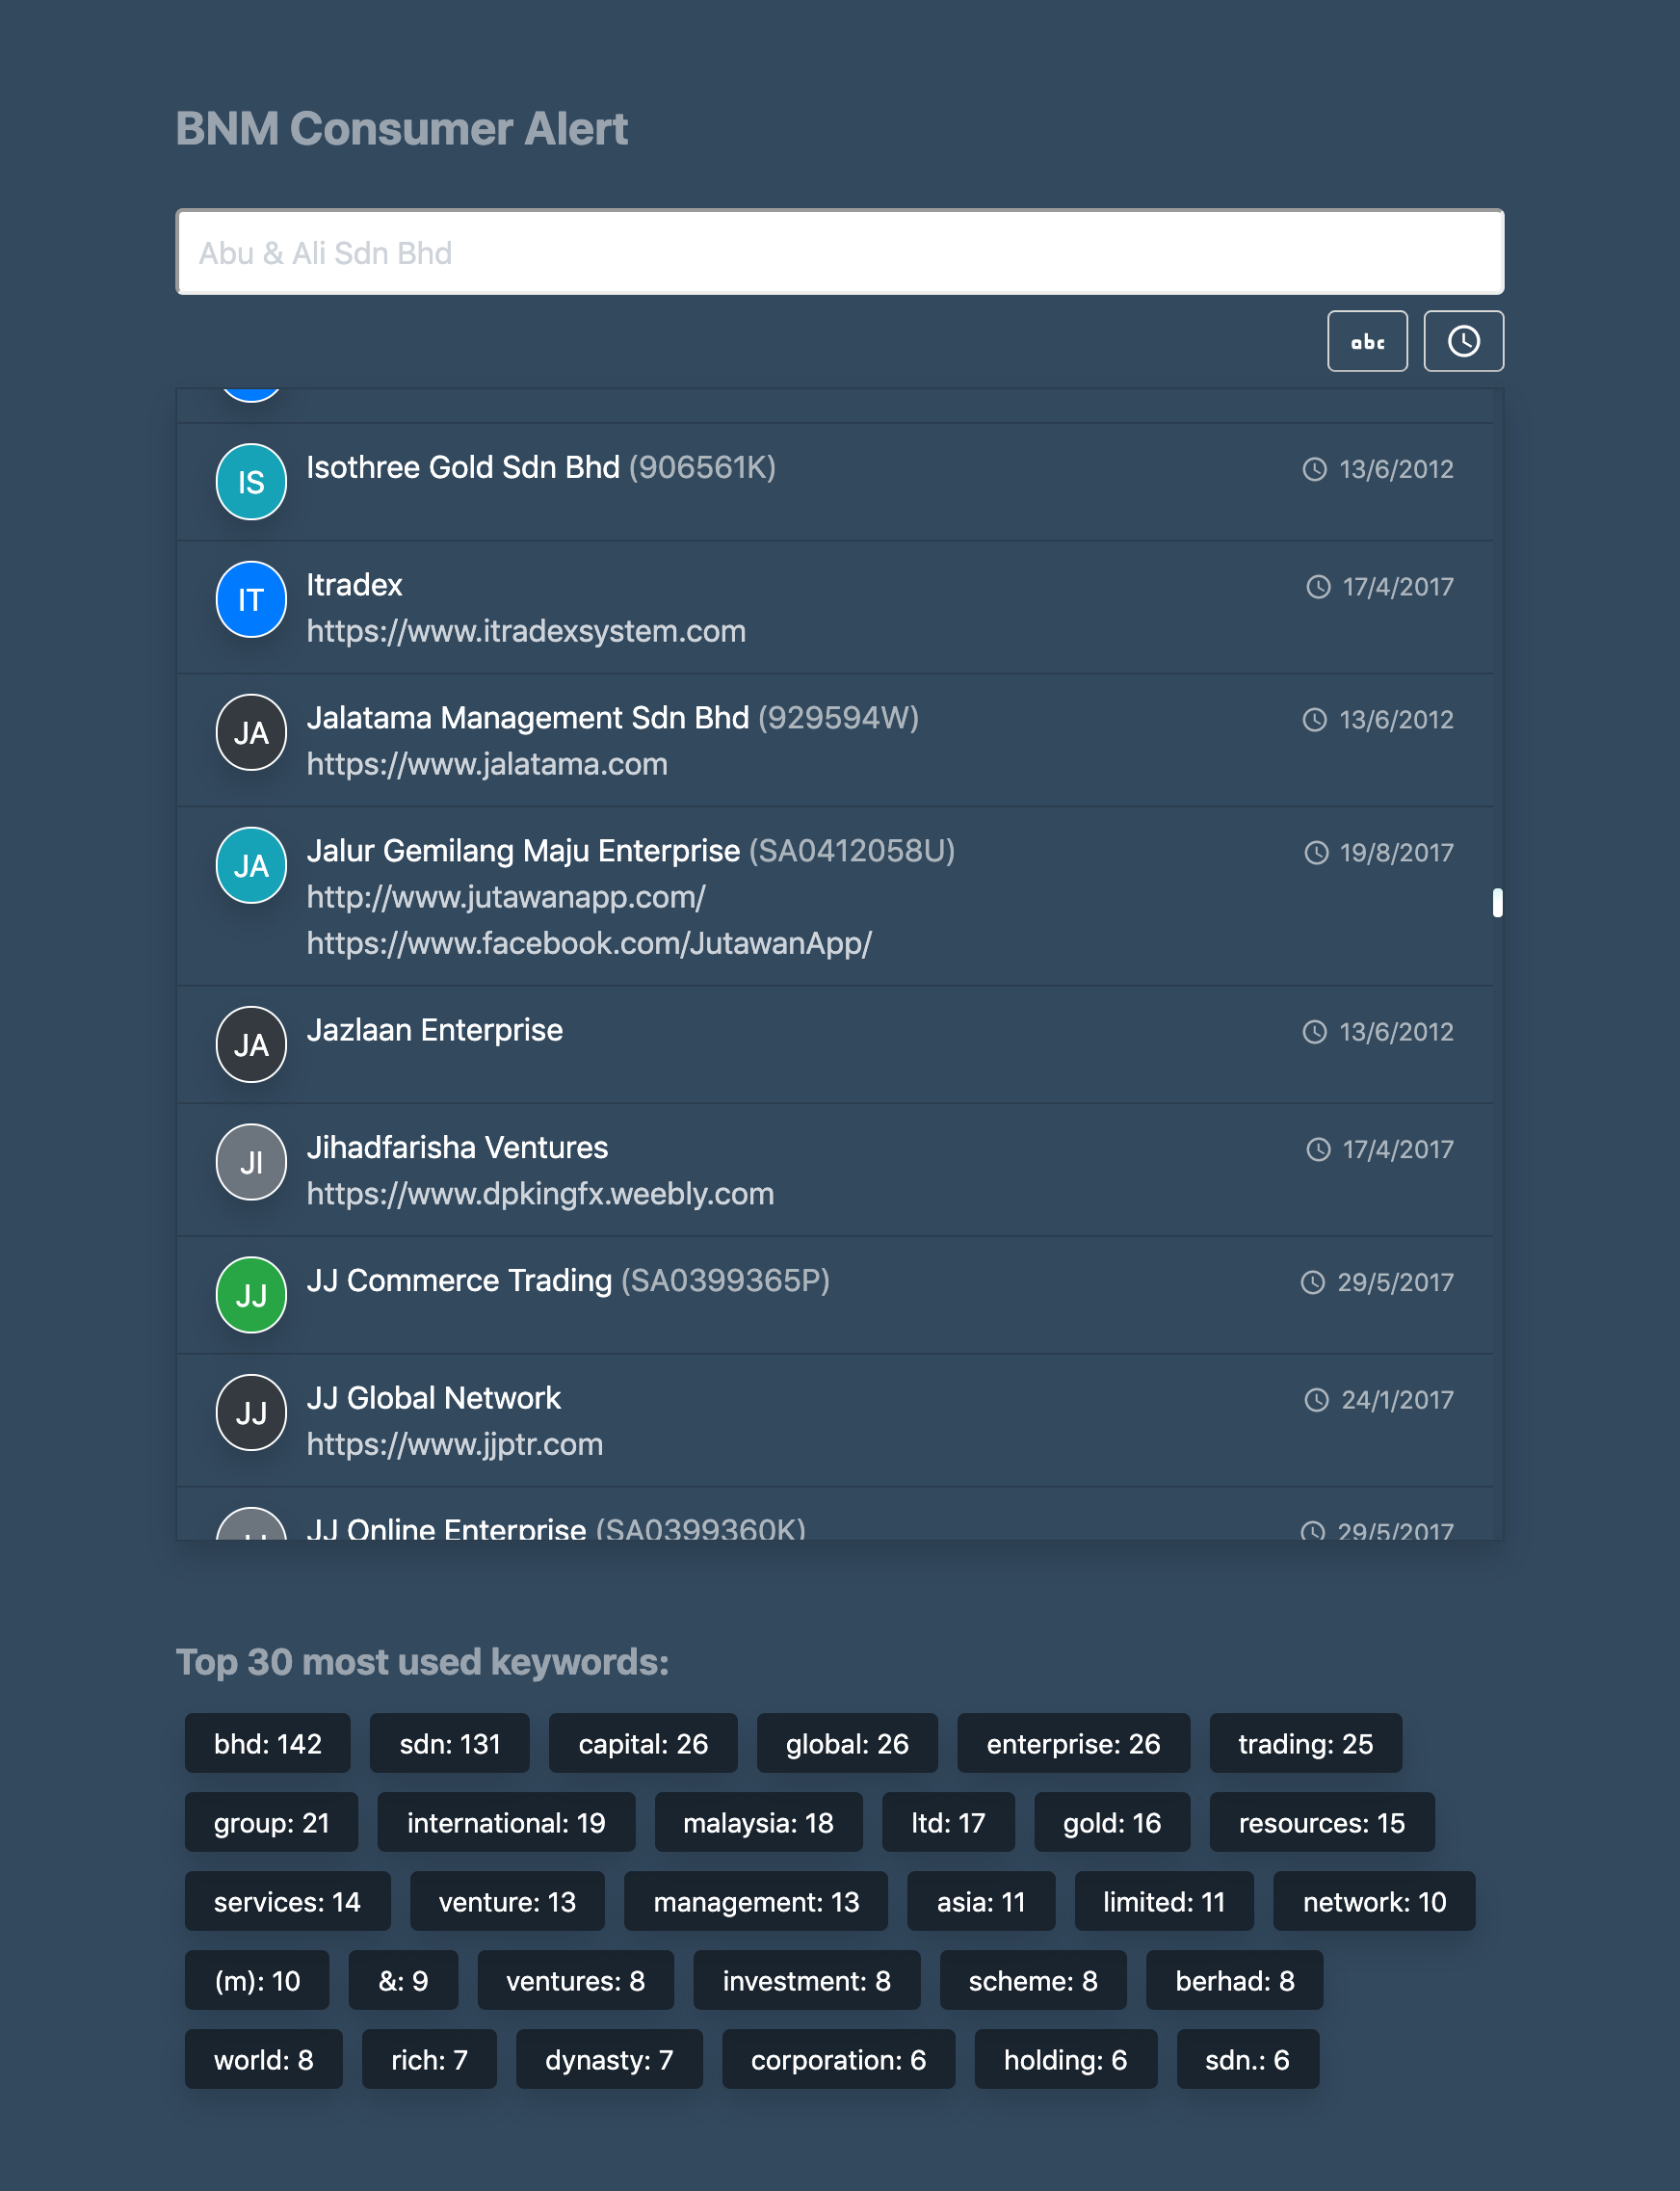 BNM Consumer Alert
Abu & Ali Sdn Bhd
abc
IS Isothree Gold Sdn Bhd (906561K) 13/6/2012
IT Itradex 17/4/2017
https://www.itradexsystem.com
JA Jalatama Management Sdn Bhd (929594W) 13/6/2012
https://www.jalatama.com
JA Jalur Gemilang Maju Enterprise (SA0412058U) 19/8/2017
http://www.jutawanapp.com/
https://www.facebook.com/JutawanApp/
JA Jazlaan Enterprise 13/6/2012
JI Jihadfarisha Ventures 17/4/2017
https://www.dpkingfx.weebly.com
JJ JJ Commerce Trading (SA0399365P) 29/5/2017
JJ JJ Global Network 24/1/2017
https://www.jjptr.com
JJ Online Enterprise (SA0399360K) 29/5/2017
Top 30 most used keywords:
bhd: 142 sdn: 131 capital: 26 global: 26 enterprise: 26 trading: 25
group: 21 international: 19 malaysia: 18 ltd: 17 gold: 16 resources: 15
services: 14 venture: 13 management: 13 asia: 11 limited: 11 network: 10
(m): 10 &: 9 ventures: 8 investment: 8 scheme: 8 berhad: 8
world: 8 rich: 7 dynasty: 7 corporation: 6 holding: 6 sdn.: 6